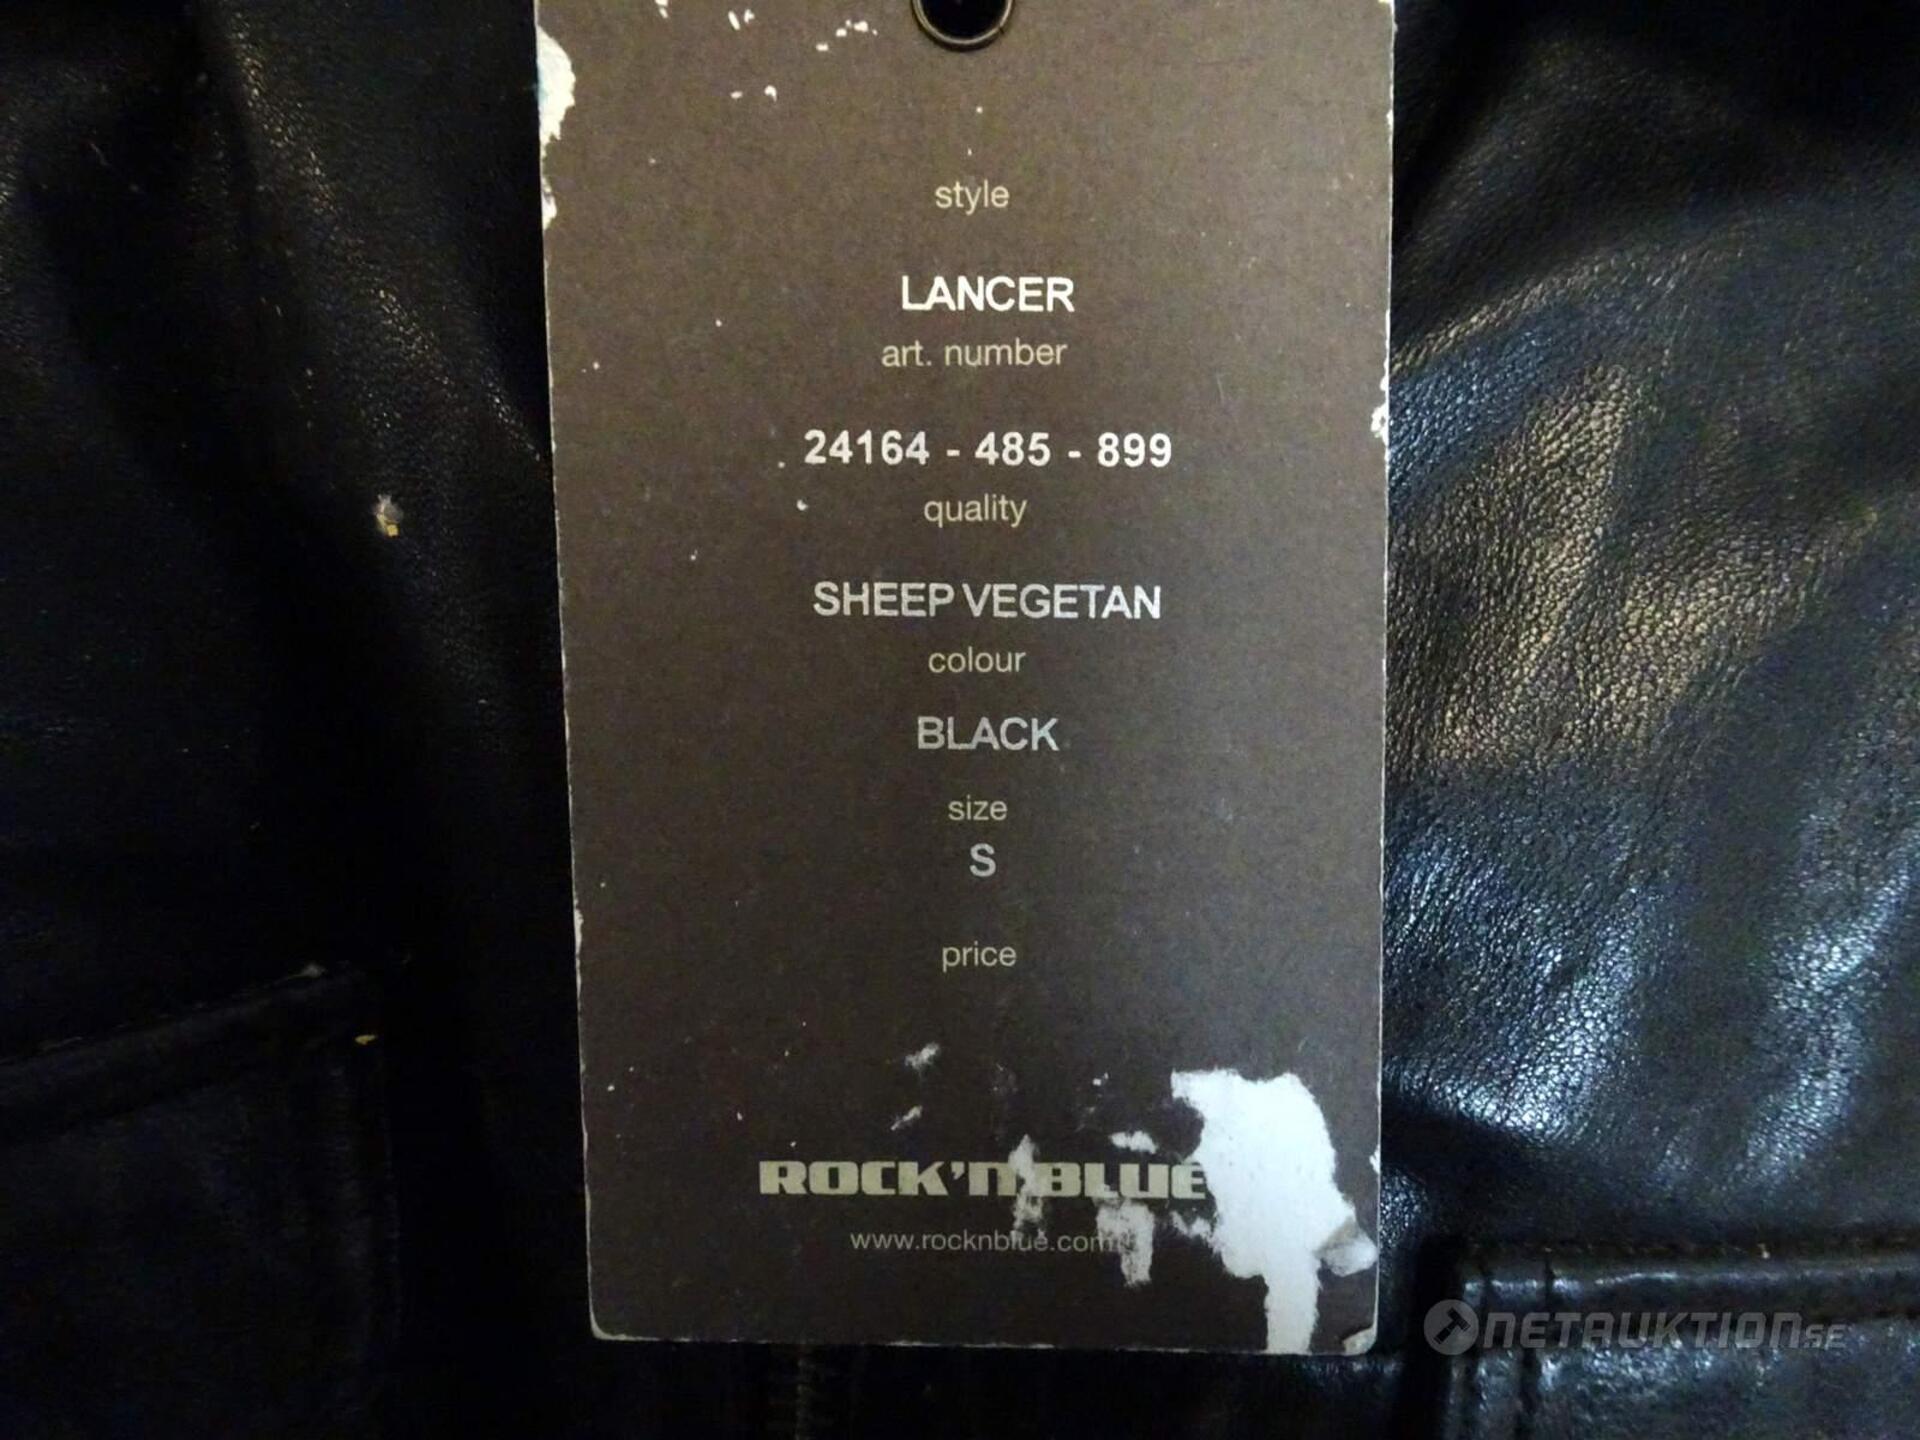 style
LANCER
art. number
24164 - 485 - 899
quality
SHEEP VEGETAN
colour
BLACK
size
S
price
ROCK'N BLUE
www.rocknblue.com
NETAUKTION.SE